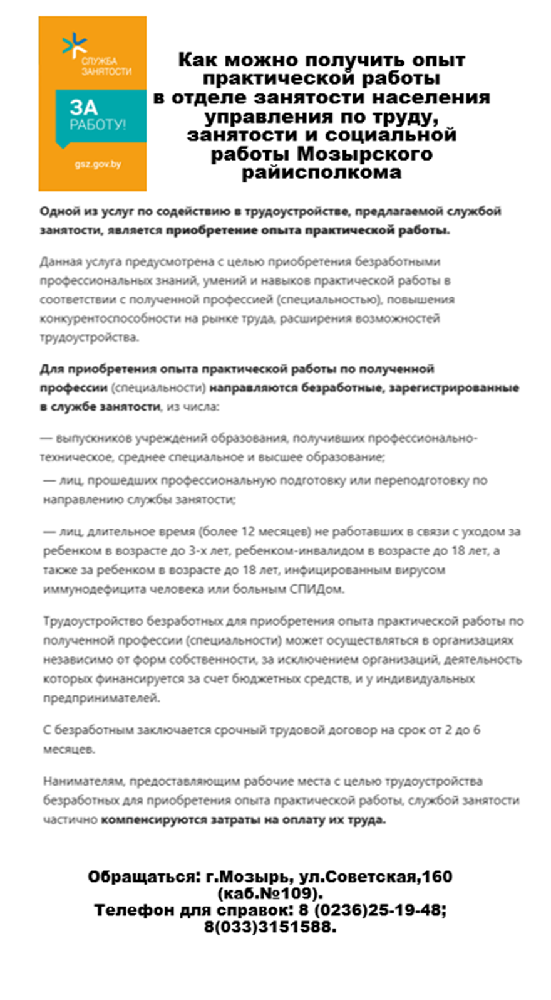 СЛУЖБА
ЗАНЯТОСТИ
ЗА
РАБОТУ!
gsz.gov.by
Как можно получить опыт
практической работы
в отделе занятости населения
управления по труду,
занятости и социальной
работы Мозырского
райисполкома
Одной из услуг по содействию в трудоустройстве, предлагаемой службой
занятости, является приобретение опыта практической работы.
Данная услуга предусмотрена с целью приобретения безработными
профессиональных знаний, умений и навыков практической работы в
соответствии с полученной профессией (специальностью), повышения
конкурентоспособности на рынке труда, расширения возможностей
трудоустройства.
Для приобретения опыта практической работы по полученной
профессии (специальности) направляются безработные, зарегистрированные
в службе занятости, из числа:
— выпускников учреждений образования, получивших профессионально-
техническое, среднее специальное и высшее образование;
— лиц, прошедших профессиональную подготовку или переподготовку по
направлению службы занятости;
— лиц, длительное время (более 12 месяцев) не работавших в связи с уходом за
ребенком в возрасте до 3-х лет, ребенком-инвалидом в возрасте до 18 лет, а
также за ребенком в возрасте до 18 лет, инфицированным вирусом
иммунодефицита человека или больным СПИДом.
Трудоустройство безработных для приобретения опыта практической работы по
полученной профессии (специальности) может осуществляться в организациях
независимо от форм собственности, за исключением организаций, деятельность
которых финансируется за счет бюджетных средств, и у индивидуальных
предпринимателей.
С безработным заключается срочный трудовой договор на срок от 2 до 6
месяцев.
Нанимателям, предоставляющим рабочие места с целью трудоустройства
безработных для приобретения опыта практической работы, службой занятости
частично компенсируются затраты на оплату их труда.
Обращаться: г.Мозырь, ул.Советская,160
(каб.№109).
Телефон для справок: 8 (0236)25-19-48;
8(033)3151588.